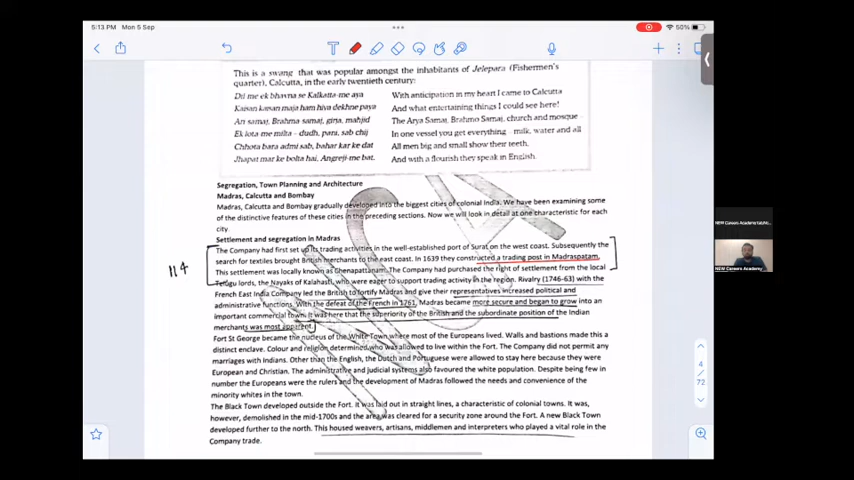 5:13 PM Mon 5 Sep
55%
This is a swang that was popular amongst the inhabitants of Jelepara (Fishermen's
quarter), Calcutta, in the early twentieth century:
Dil me ek bhavna se Kalkatta-me aya
Kaisan kaisan maja ham hiya dekhne paya
Ari samaj, Brahma samaj, girja, mahjid
Ek lota me milta - dudh, pani, sab chij
Chhota bara admi sab, bahar kar ke dat
Jhapat mar ke bolta hai, Angreji me bat.
With anticipation in my heart I came to Calcutta
And what entertaining things I could see here!
The Arya Samaj, Brahmo Samaj, church and mosque
In one vessel you get everything - milk, water and all
All men big and small show their teeth.
And with a flourish they speak in English.
Segregation, Town Planning and Architecture
Madras, Calcutta and Bombay
Madras, Calcutta and Bombay gradually developed into the biggest cities of colonial India. We have been examining some
of the distinctive features of these cities in the preceding sections. Now we will look in detail at one characteristic for each
city.
Settlement and segregation in Madras
The Company had first set up its trading activities in the well-established port of Surat on the west coast. Subsequently the
search for textiles brought British merchants to the east coast. In 1639 they constructed a trading post in Madraspatam.
This settlement was locally known as Chenapattanam. The Company had purchased the right of settlement from the local
Telugu lords, the Nayaks of Kalahasti, who were eager to support trading activity in the region. Rivalry (1746-63) with the
French East India Company led the British to fortify Madras and give their representatives increased political and
administrative functions. With the defeat of the French in 1761, Madras became more secure and began to grow into an
important commercial town. It was here that the superiority of the British and the subordinate position of the Indian
merchants was most apparent.
Fort St George became the nucleus of the White Town where most of the Europeans lived. Walls and bastions made this a
distinct enclave. Colour and religion determined who was allowed to live within the Fort. The Company did not permit any
marriages with Indians. Other than the English, the Dutch and Portuguese were allowed to stay here because they were
European and Christian. The administrative and judicial systems also favoured the white population. Despite being few in
number the Europeans were the rulers and the development of Madras followed the needs and convenience of the
minority whites in the town.
The Black Town developed outside the Fort. It was laid out in straight lines, a characteristic of colonial towns. It was,
however, demolished in the mid-1700s and the area was cleared for a security zone around the Fort. A new Black Town
developed further to the north. This housed weavers, artisans, middlemen and interpreters who played a vital role in the
Company trade.
114
4
72
NEW Careers Academy